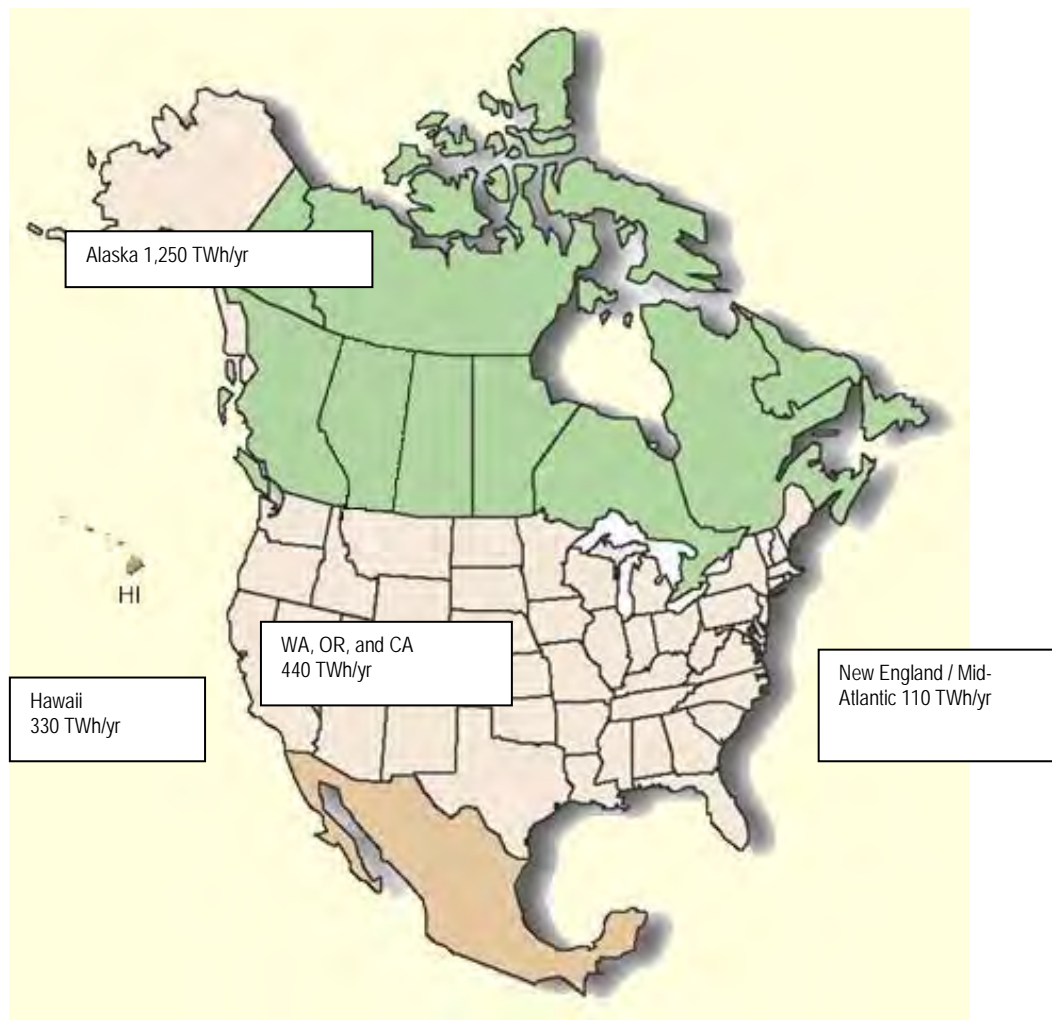 Alaska 1,250 TWh/yr
HI
WA, OR, and CA
440 TWh/yr
New England / Mid-
Atlantic 110 TWh/yr
Hawaii
330 TWh/yr